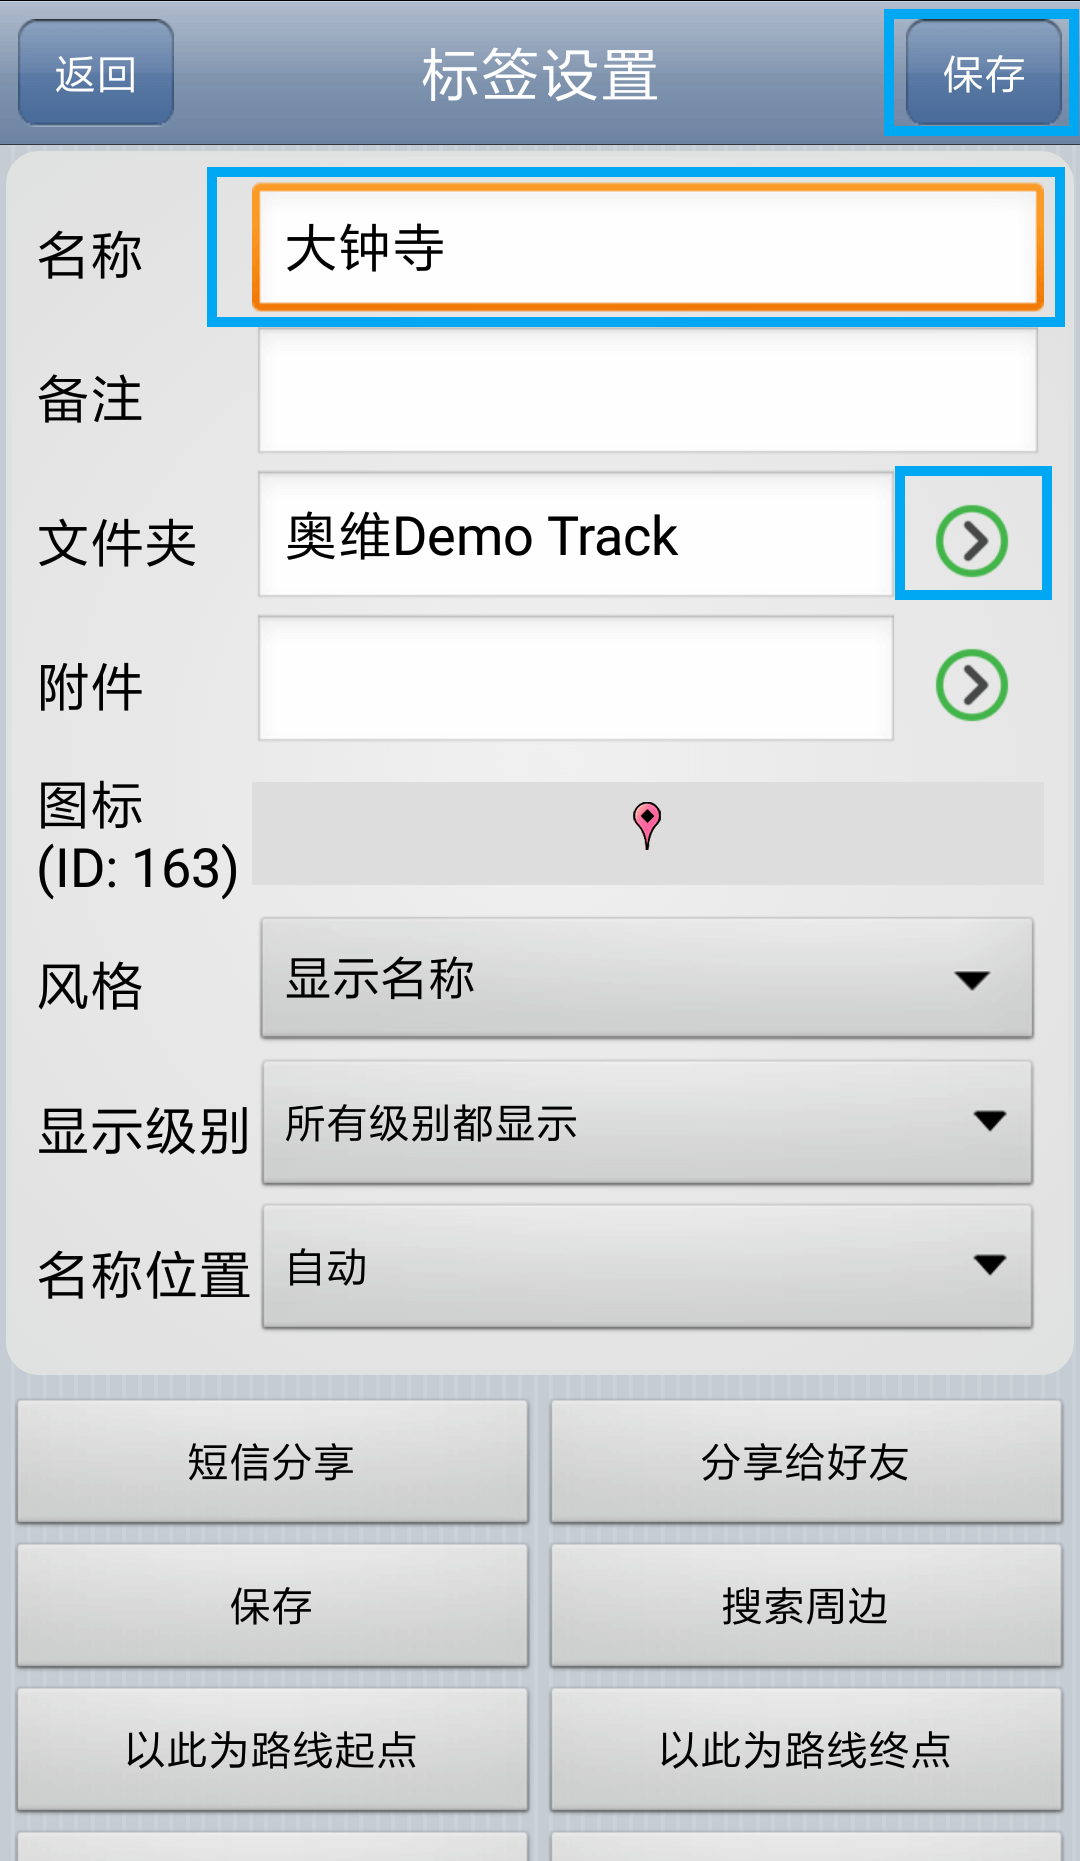 返回
标签设置
保存
名称
大钟寺
备注
文件夹
奥维Demo Track
附件
图标
(ID: 163)
风格
显示名称
显示级别
所有级别都显示
名称位置
自动
短信分享
分享给好友
保存
搜索周边
以此为路线起点
以此为路线终点